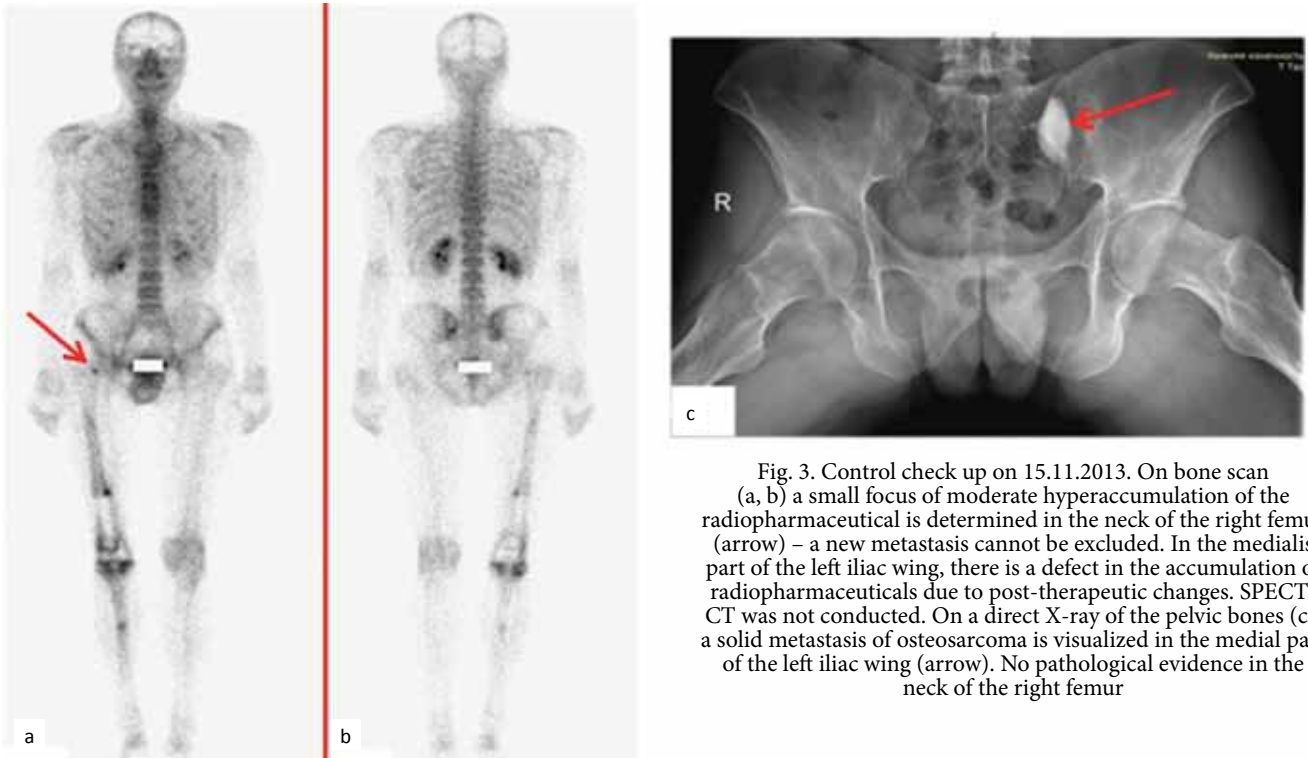 a
b
R
c
Fig. 3. Control check up on 15.11.2013. On bone scan
(a, b) a small focus of moderate hyperaccumulation of the
radiopharmaceutical is determined in the neck of the right femu
(arrow) – a new metastasis cannot be excluded. In the medialis
part of the left iliac wing, there is a defect in the accumulation o
radiopharmaceuticals due to post-therapeutic changes. SPECT
CT was not conducted. On a direct X-ray of the pelvic bones (c
a solid metastasis of osteosarcoma is visualized in the medial pa
of the left iliac wing (arrow). No pathological evidence in the
neck of the right femur